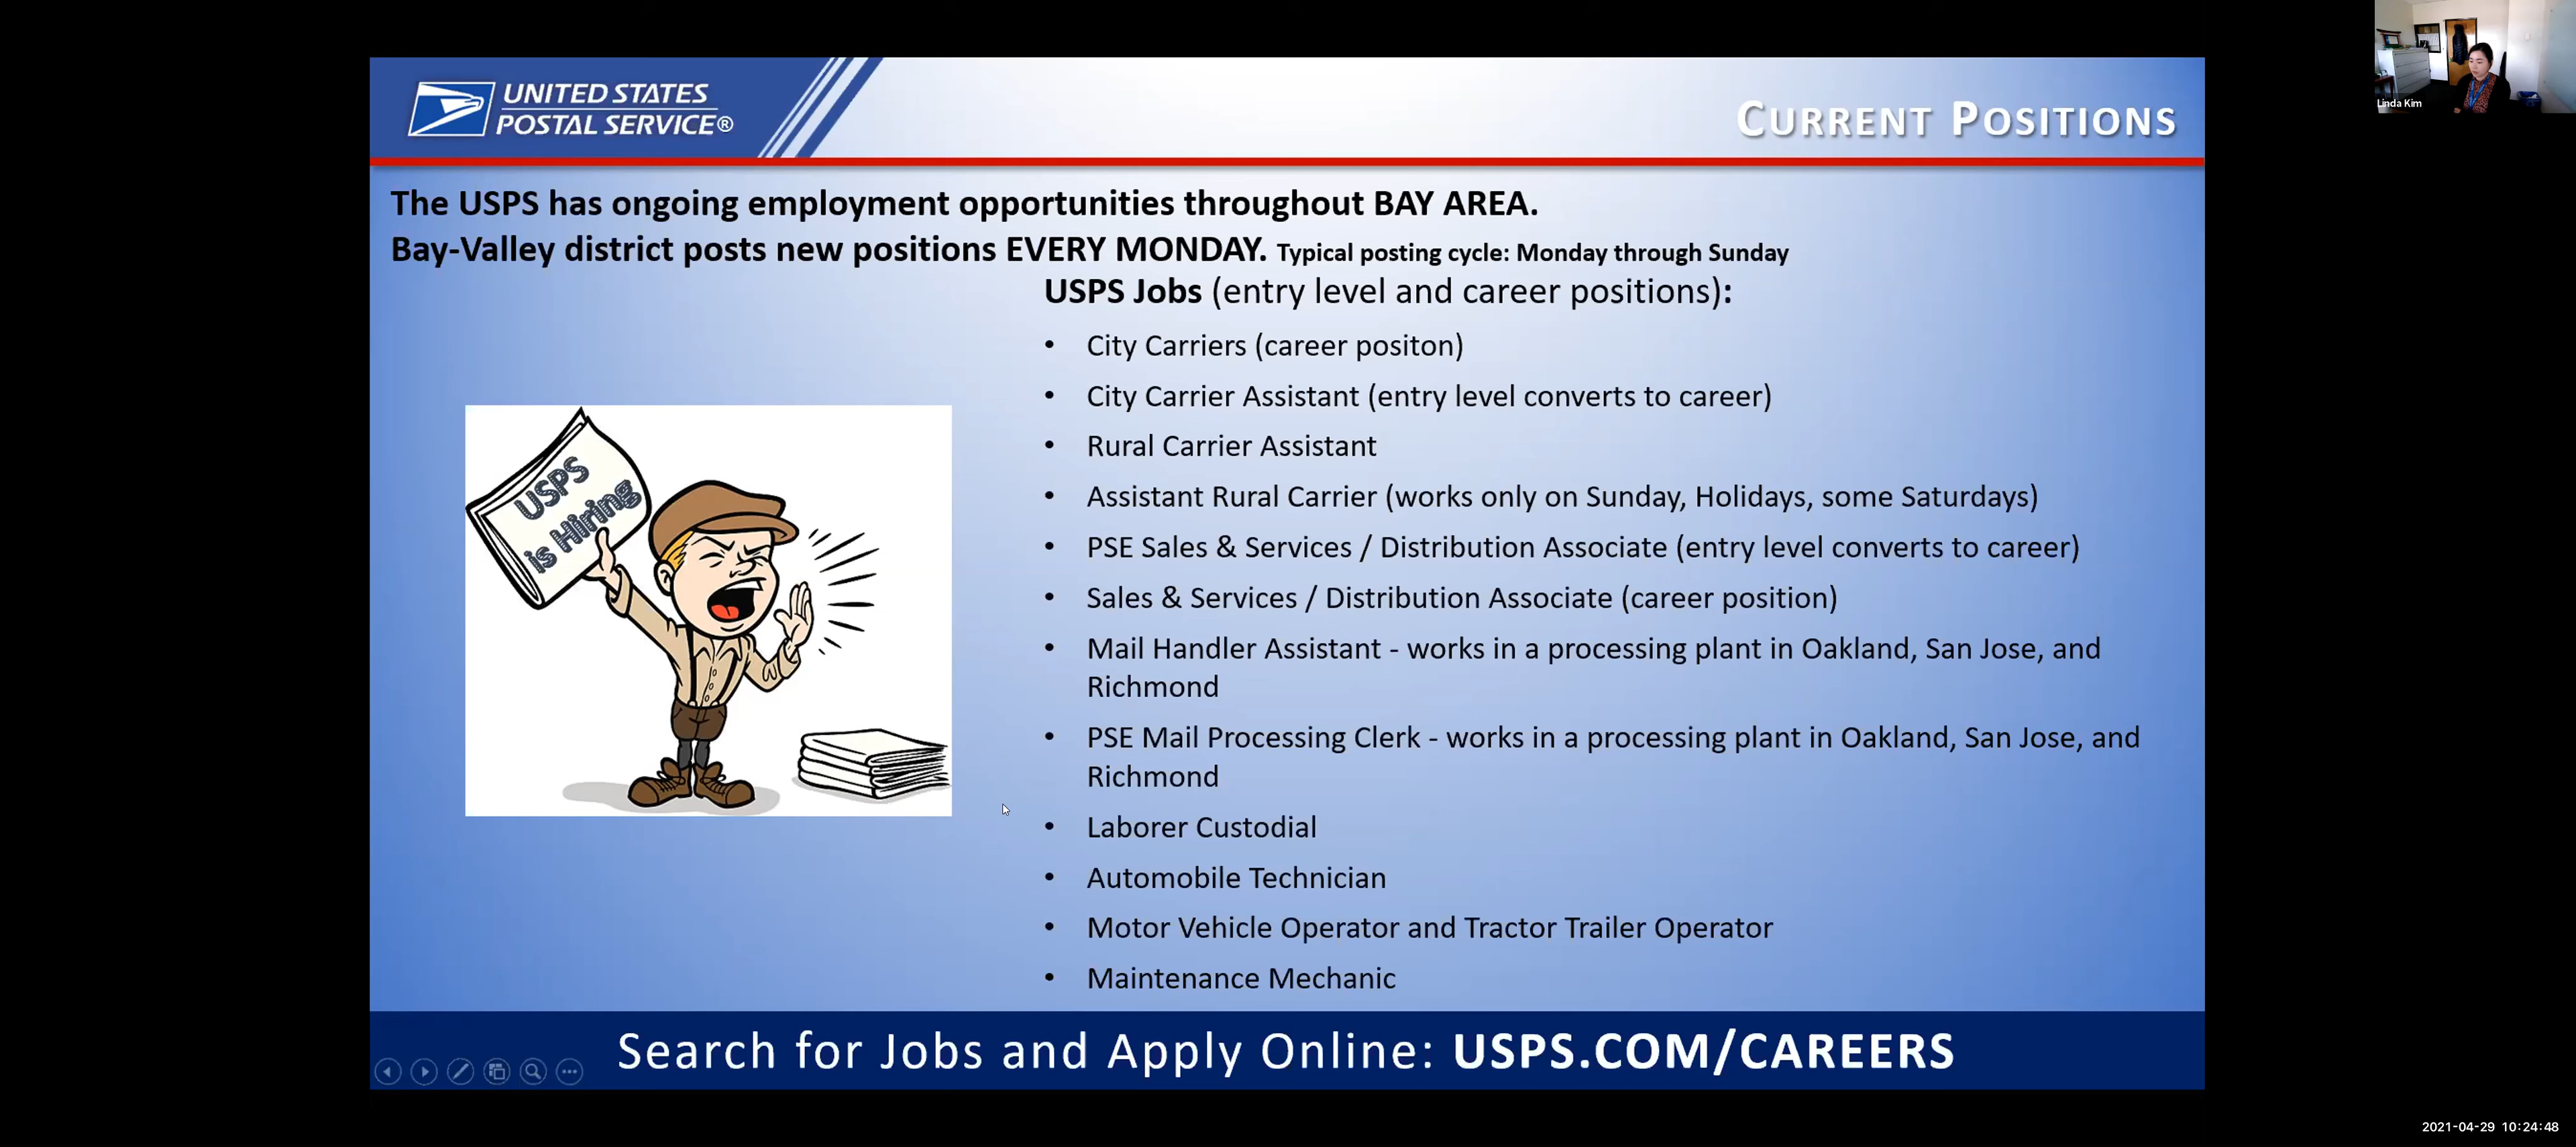 UNITED STATES
POSTAL SERVICE®
CURRENT POSITIONS
Linda Kim
The USPS has ongoing employment opportunities throughout BAY AREA.
Bay-Valley district posts new positions EVERY MONDAY. Typical posting cycle: Monday through Sunday
USPS Jobs (entry level and career positions):
• City Carriers (career positon)
• City Carrier Assistant (entry level converts to career)
• Rural Carrier Assistant
• Assistant Rural Carrier (works only on Sunday, Holidays, some Saturdays)
• PSE Sales & Services / Distribution Associate (entry level converts to career)
• Sales & Services / Distribution Associate (career position)
• Mail Handler Assistant - works in a processing plant in Oakland, San Jose, and
Richmond
• PSE Mail Processing Clerk - works in a processing plant in Oakland, San Jose, and
Richmond
• Laborer Custodial
• Automobile Technician
• Motor Vehicle Operator and Tractor Trailer Operator
• Maintenance Mechanic
USPS
is Hiring
Search for Jobs and Apply Online: USPS.COM/CAREERS
2021-04-29 10:24:48